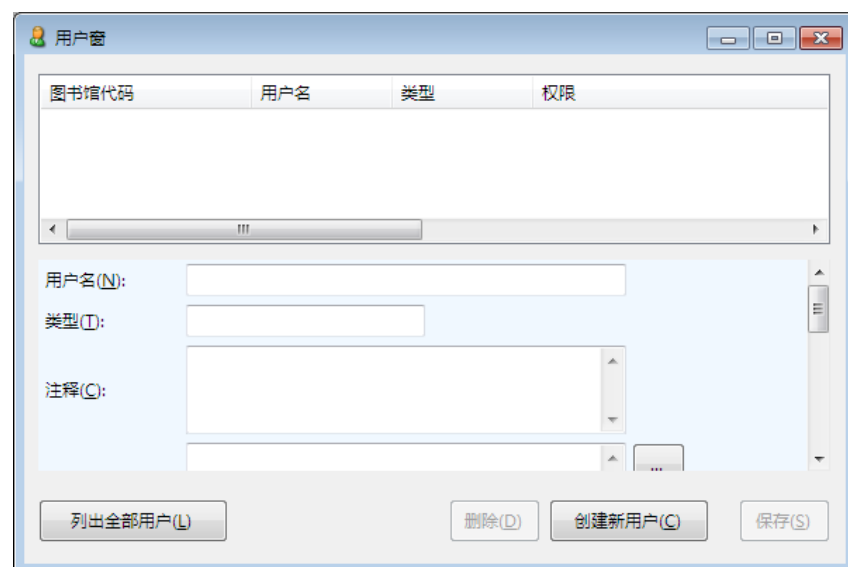 用户窗
图书馆代码 用户名 类型 权限
用户名(N):
类型(T):
注释(C):
...
列出全部用户(L) 删除(D) 创建新用户(C) 保存(S)